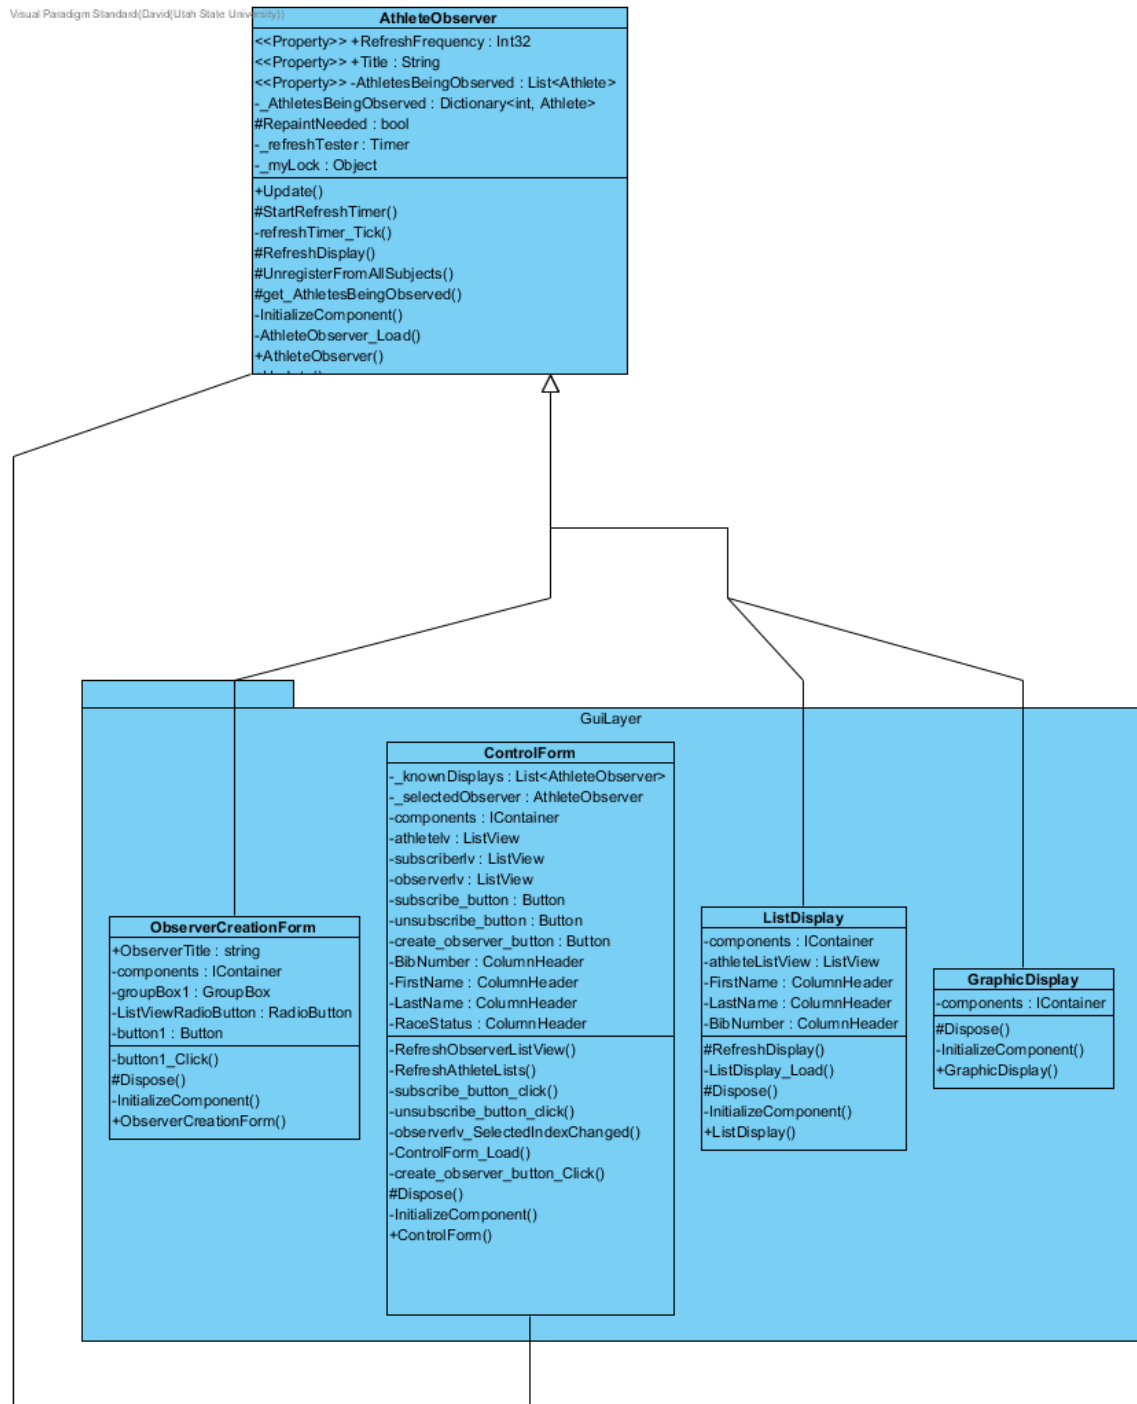 Visual Paradigm Standard(David(Utah State University))
AthleteObserver
<<Property>> +RefreshFrequency : Int32
<<Property>> +Title : String
<<Property>> -AthletesBeingObserved : List<Athlete>
-_AthletesBeingObserved : Dictionary<int, Athlete>
#RepaintNeeded : bool
-_refreshTester : Timer
-_myLock : Object
+Update()
#StartRefreshTimer()
-refreshTimer_Tick()
#RefreshDisplay()
#UnregisterFromAllSubjects()
#get_AthletesBeingObserved()
-InitializeComponent()
-AthleteObserver_Load()
+AthleteObserver()
GuiLayer
ControlForm
-_knownDisplays : List<AthleteObserver>
-_selectedObserver : AthleteObserver
-components : IContainer
-athletelv : ListView
-subscriberlv : ListView
-observerlv : ListView
-subscribe_button : Button
-unsubscribe_button : Button
-create_observer_button : Button
-BibNumber : ColumnHeader
-FirstName : ColumnHeader
-LastName : ColumnHeader
-RaceStatus : ColumnHeader
-RefreshObserverListView()
-RefreshAthleteLists()
-subscribe_button_click()
-unsubscribe_button_click()
-observerlv_SelectedIndexChanged()
-ControlForm_Load()
-create_observer_button_Click()
#Dispose()
-InitializeComponent()
+ControlForm()
ObserverCreationForm
+ObserverTitle : string
-components : IContainer
-groupBox1 : GroupBox
-ListViewRadioButton : RadioButton
-button1 : Button
-button1_Click()
#Dispose()
-InitializeComponent()
+ObserverCreationForm()
ListDisplay
-components : IContainer
-athleteListView : ListView
-FirstName : ColumnHeader
-LastName : ColumnHeader
-BibNumber : ColumnHeader
#RefreshDisplay()
-ListDisplay_Load()
#Dispose()
-InitializeComponent()
+ListDisplay()
GraphicDisplay
-components : IContainer
#Dispose()
-InitializeComponent()
+GraphicDisplay()